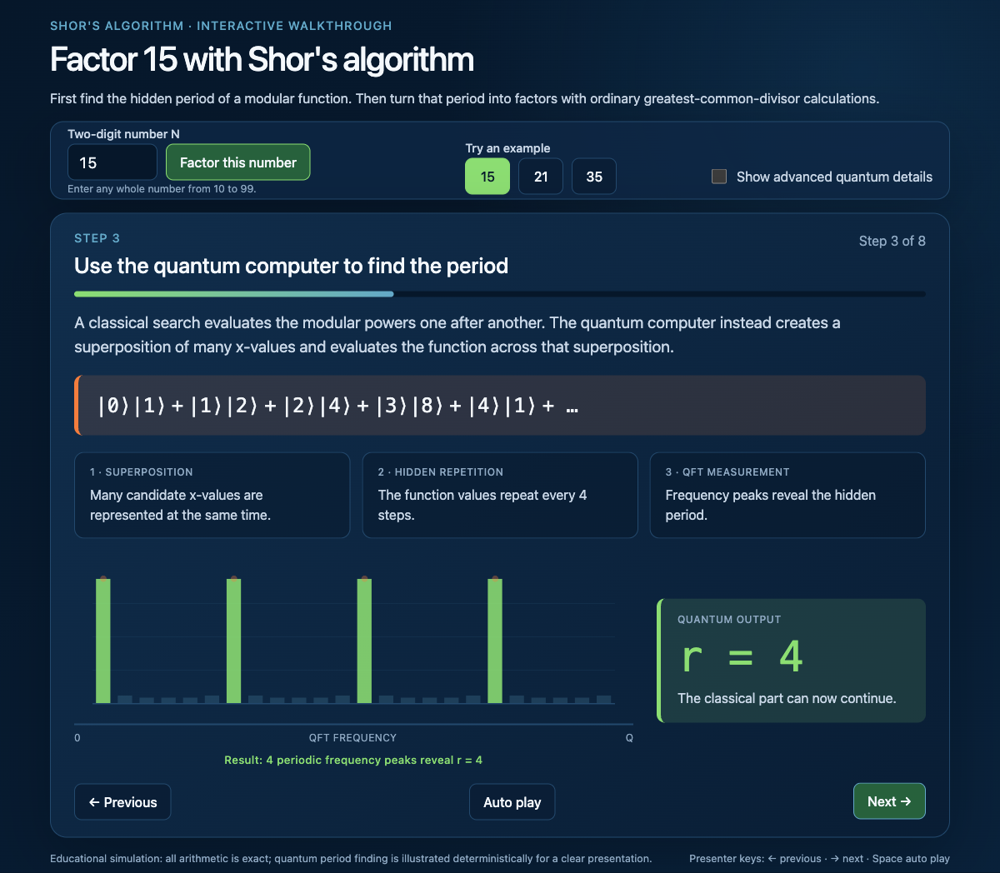 SHOR'S ALGORITHM · INTERACTIVE WALKTHROUGH
Factor 15 with Shor's algorithm
First find the hidden period of a modular function. Then turn that period into factors with ordinary greatest-common-divisor calculations.
Two-digit number N
15
Factor this number
Enter any whole number from 10 to 99.
Try an example
15
21
35
Show advanced quantum details
STEP 3
Step 3 of 8
Use the quantum computer to find the period
A classical search evaluates the modular powers one after another. The quantum computer instead creates a
superposition of many x-values and evaluates the function across that superposition.
|0⟩|1⟩ + |1⟩|2⟩ + |2⟩|4⟩ + |3⟩|8⟩ + |4⟩|1⟩ + …
1 · SUPERPOSITION
Many candidate x-values are
represented at the same time.
2 · HIDDEN REPETITION
The function values repeat every 4
steps.
3 · QFT MEASUREMENT
Frequency peaks reveal the hidden
period.
QUANTUM OUTPUT
r = 4
The classical part can now continue.
0
QFT FREQUENCY
Q
Result: 4 periodic frequency peaks reveal r = 4
← Previous
Auto play
Next →
Educational simulation: all arithmetic is exact; quantum period finding is illustrated deterministically for a clear presentation.
Presenter keys: ← previous · → next · Space auto play